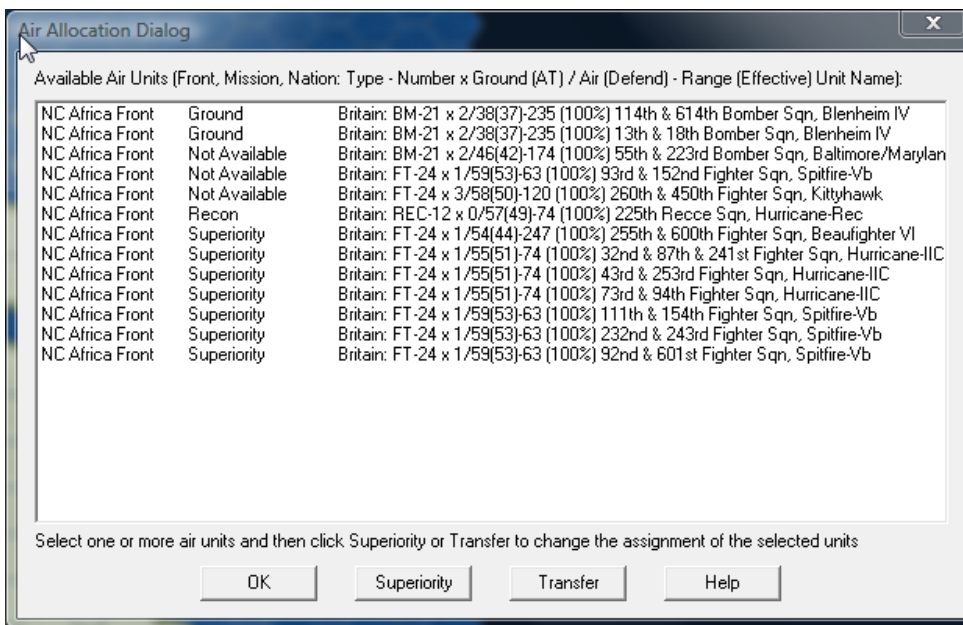 Air Allocation Dialog
X
Available Air Units (Front, Mission, Nation: Type - Number x Ground (AT) / Air (Defend) - Range (Effective) Unit Name):
NC Africa Front Ground Britain: BM-21 x 2/38(37)-235 (100%) 114th & 614th Bomber Sqn, Blenheim IV
NC Africa Front Ground Britain: BM-21 x 2/38(37)-235 (100%) 13th & 18th Bomber Sqn, Blenheim IV
NC Africa Front Not Available Britain: BM-21 x 2/46(42)-174 (100%) 55th & 223rd Bomber Sqn, Baltimore/Marylan
NC Africa Front Not Available Britain: FT-24 x 1/59(53)-63 (100%) 93rd & 152nd Fighter Sqn, Spitfire-Vb
NC Africa Front Not Available Britain: FT-24 x 3/58(50)-120 (100%) 260th & 450th Fighter Sqn, Kittyhawk
NC Africa Front Recon Britain: REC-12 x 0/57(49)-74 (100%) 225th Recce Sqn, Hurricane-Rec
NC Africa Front Superiority Britain: FT-24 x 1/54(44)-247 (100%) 255th & 600th Fighter Sqn, Beaufighter VI
NC Africa Front Superiority Britain: FT-24 x 1/55(51)-74 (100%) 32nd & 87th & 241st Fighter Sqn, Hurricane-IIC
NC Africa Front Superiority Britain: FT-24 x 1/55(51)-74 (100%) 43rd & 253rd Fighter Sqn, Hurricane-IIC
NC Africa Front Superiority Britain: FT-24 x 1/55(51)-74 (100%) 73rd & 94th Fighter Sqn, Hurricane-IIC
NC Africa Front Superiority Britain: FT-24 x 1/59(53)-63 (100%) 111th & 154th Fighter Sqn, Spitfire-Vb
NC Africa Front Superiority Britain: FT-24 x 1/59(53)-63 (100%) 232nd & 243rd Fighter Sqn, Spitfire-Vb
NC Africa Front Superiority Britain: FT-24 x 1/59(53)-63 (100%) 92nd & 601st Fighter Sqn, Spitfire-Vb
Select one or more air units and then click Superiority or Transfer to change the assignment of the selected units
OK Superiority Transfer Help